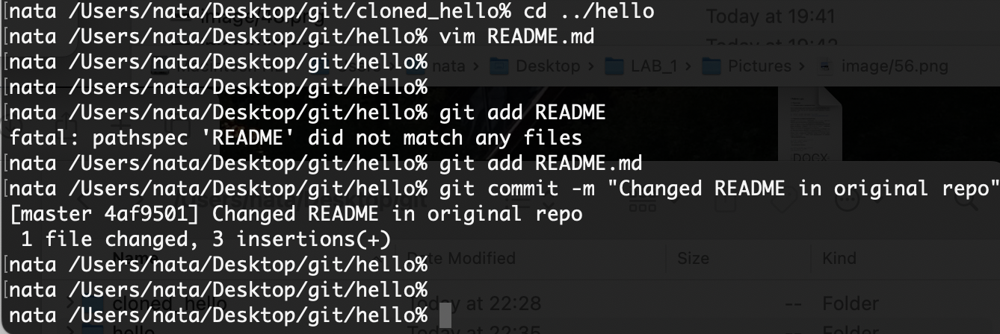 [nata /Users/nata/Desktop/git/cloned_hello% cd ../hello
[nata /Users/nata/Desktop/git/hello% vim README.md
[nata /Users/nata/Desktop/git/hello%
[nata /Users/nata/Desktop/git/hello%
[nata /Users/nata/Desktop/git/hello% git add README
fatal: pathspec 'README' did not match any files
[nata /Users/nata/Desktop/git/hello% git add README.md
[nata /Users/nata/Desktop/git/hello% git commit -m "Changed README in original repo"
[master 4af9501] Changed README in original repo
 1 file changed, 3 insertions(+)
[nata /Users/nata/Desktop/git/hello%
[nata /Users/nata/Desktop/git/hello%
nata /Users/nata/Desktop/git/hello%
Today at 19:41
nata › Desktop › LAB_1 › Pictures › image/56.png
DOCX
Name Date Modified Size Kind
cloned_hello Today at 22:28 -- Folder
hello Today at 22:35 -- Folder